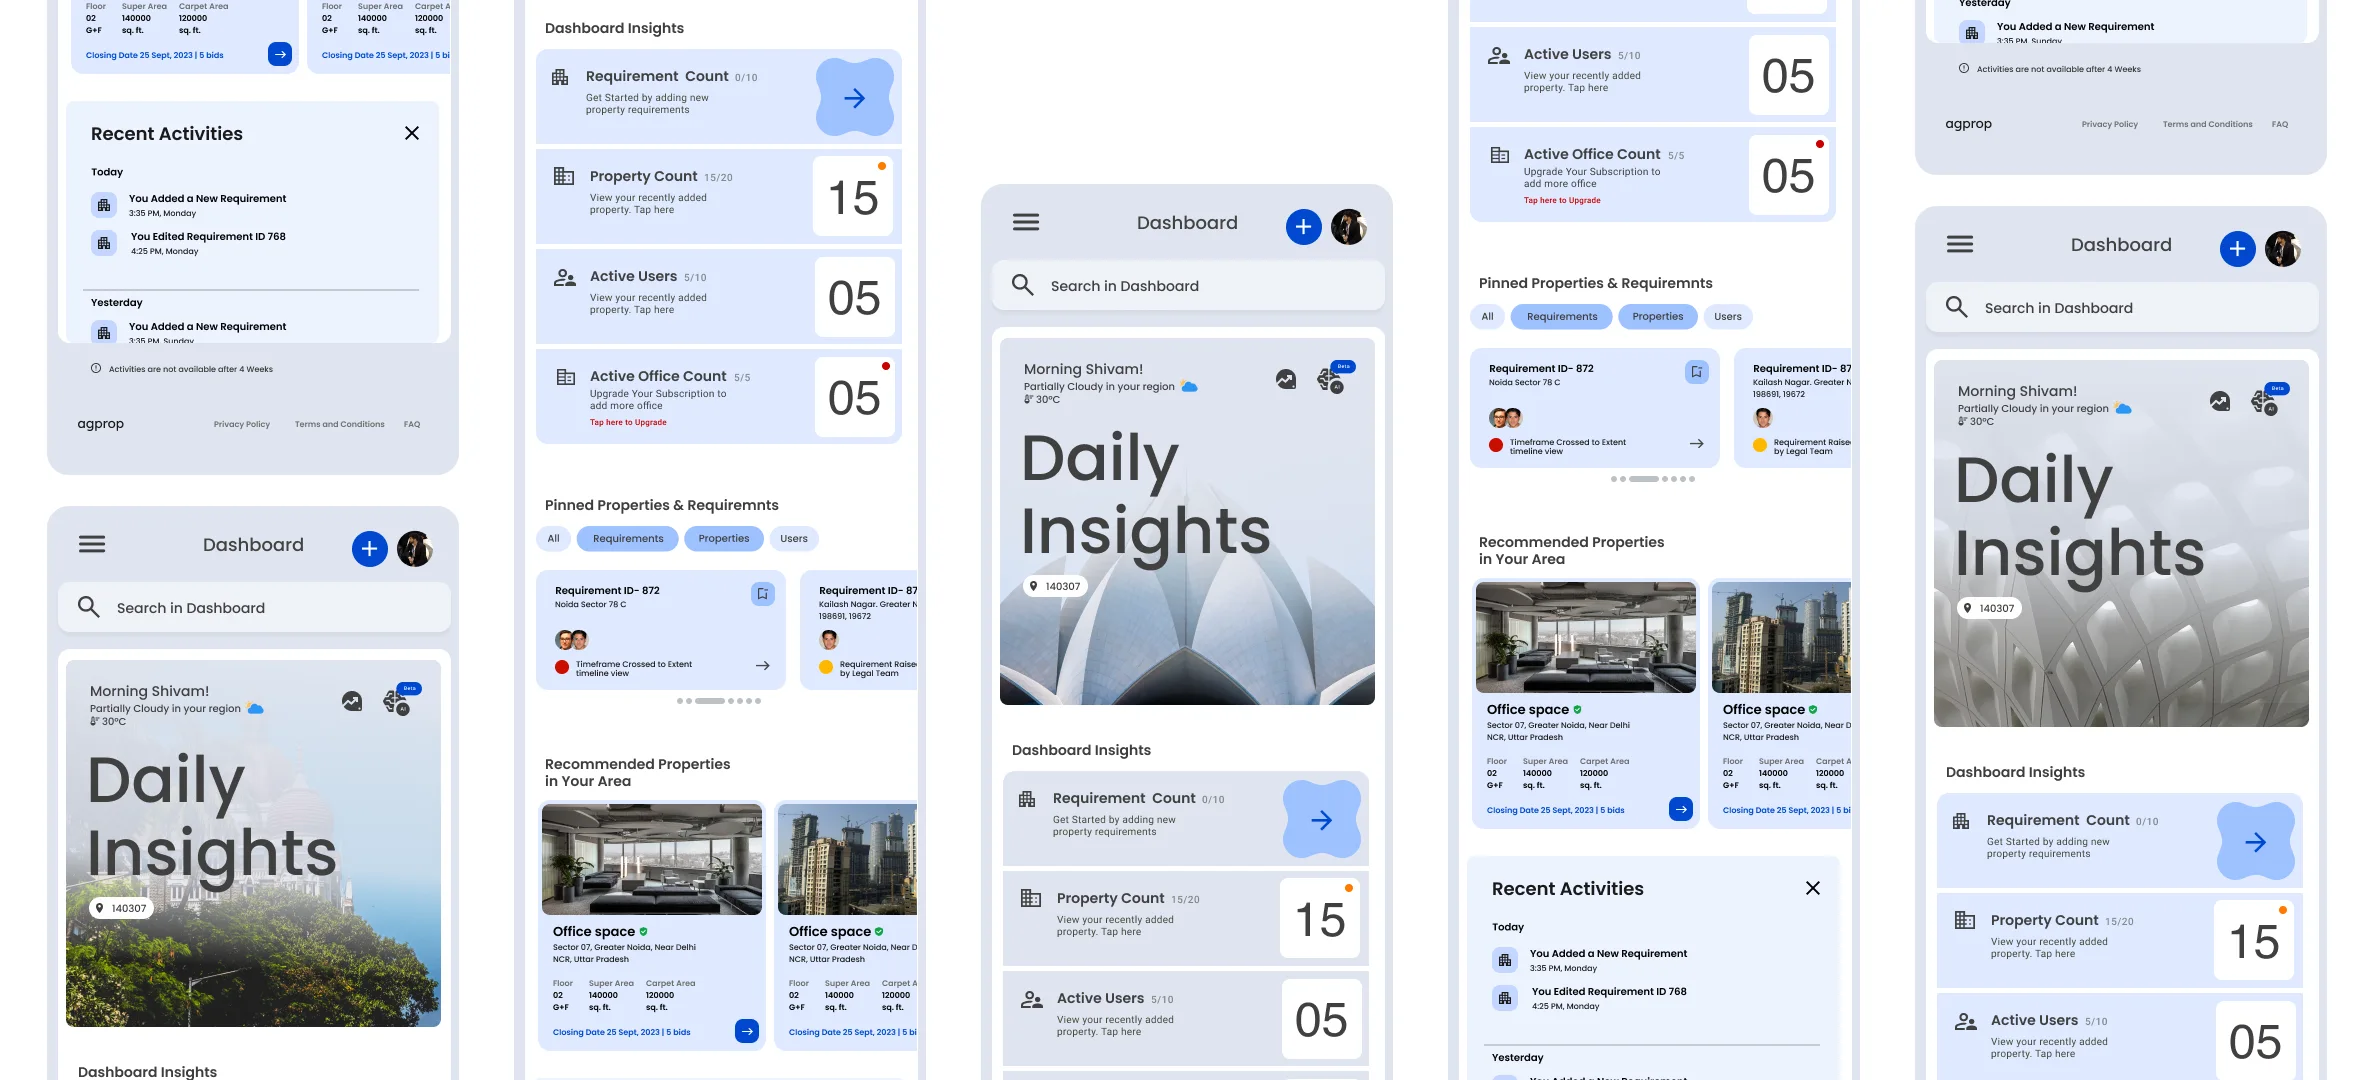 Floor
Super Area
Carpet Area
02
140000
120000
G+F
sq. ft.
sq. ft.
Closing Date 25 Sept, 2023 | 5 bids
Floor
Super Area
Carpet A
02
140000
120000
G+F
sq. ft.
sq. ft.
Closing Date 25 Sept, 2023 | 5 bi
Recent Activities
Today
You Added a New Requirement
3:35 PM, Monday
You Edited Requirement ID 768
4:25 PM, Monday
Yesterday
You Added a New Requirement
3:35 PM, Sunday
Activities are not available after 4 Weeks
agprop
Privacy Policy
Terms and Conditions
FAQ
Dashboard
Search in Dashboard
Morning Shivam!
Partially Cloudy in your region
30°C
Beta
AI
Daily
Insights
140307
Dashboard Insights
Dashboard Insights
Requirement Count 0/10
Get Started by adding new
property requirements
Property Count 15/20
View your recently added
property. Tap here
15
Active Users 5/10
View your recently added
property. Tap here
05
Active Office Count 5/5
Upgrade Your Subscription to
add more office
Tap here to Upgrade
05
Pinned Properties & Requiremnts
All
Requirements
Properties
Users
Requirement ID- 872
Noida Sector 78 C
Timeframe Crossed to Extent
timeline view
Requirement ID- 87
Kailash Nagar. Greater N
198691, 19672
Requirement Raise
by Legal Team
Recommended Properties
in Your Area
Office space
Sector 07, Greater Noida, Near Delhi
NCR, Uttar Pradesh
Floor
Super Area
Carpet Area
02
140000
120000
G+F
sq. ft.
sq. ft.
Closing Date 25 Sept, 2023 | 5 bids
Office space
Sector 07, Greater Noida, Near D
NCR, Uttar Pradesh
Floor
Super Area
Carpet A
02
140000
120000
G+F
sq. ft.
sq. ft.
Closing Date 25 Sept, 2023 | 5 bi
Dashboard
Search in Dashboard
Morning Shivam!
Partially Cloudy in your region
30°C
Beta
AI
Daily
Insights
140307
Dashboard Insights
Requirement Count 0/10
Get Started by adding new
property requirements
Property Count 15/20
View your recently added
property. Tap here
15
Active Users 5/10
View your recently added
property. Tap here
05
Active Users 5/10
View your recently added
property. Tap here
05
Active Office Count 5/5
Upgrade Your Subscription to
add more office
Tap here to Upgrade
05
Pinned Properties & Requiremnts
All
Requirements
Properties
Users
Requirement ID- 872
Noida Sector 78 C
Timeframe Crossed to Extent
timeline view
Requirement ID- 87
Kailash Nagar. Greater N
198691, 19672
Requirement Raise
by Legal Team
Recommended Properties
in Your Area
Office space
Sector 07, Greater Noida, Near Delhi
NCR, Uttar Pradesh
Floor
Super Area
Carpet Area
02
140000
120000
G+F
sq. ft.
sq. ft.
Closing Date 25 Sept, 2023 | 5 bids
Office space
Sector 07, Greater Noida, Near D
NCR, Uttar Pradesh
Floor
Super Area
Carpet A
02
140000
120000
G+F
sq. ft.
sq. ft.
Closing Date 25 Sept, 2023 | 5 bi
Recent Activities
Today
You Added a New Requirement
3:35 PM, Monday
You Edited Requirement ID 768
4:25 PM, Monday
Yesterday
You Added a New Requirement
Yesterday
You Added a New Requirement
3:35 PM, Sunday
Activities are not available after 4 Weeks
agprop
Privacy Policy
Terms and Conditions
FAQ
Dashboard
Search in Dashboard
Morning Shivam!
Partially Cloudy in your region
30°C
Beta
AI
Daily
Insights
140307
Dashboard Insights
Requirement Count 0/10
Get Started by adding new
property requirements
Property Count 15/20
View your recently added
property. Tap here
15
Active Users 5/10
View your recently added
property. Tap here
05